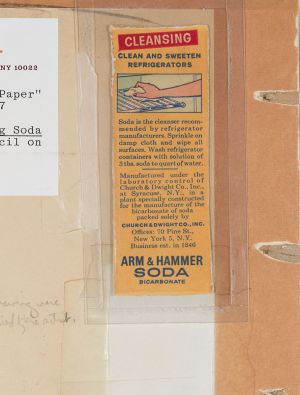 NY 10022
Paper"
7
g Soda
cil on
CLEANSING
CLEAN AND SWEETEN
REFRIGERATORS
Soda is the cleanser recom-
mended by refrigerator
manufacturers. Sprinkle on
damp cloth and wipe all
surfaces. Wash refrigerator
containers with solution of
3 tbs. soda to quart of water.
Manufactured under the
laboratory control of
Church & Dwight Co., Inc.,
at Syracuse, N.Y., in a
plant specially constructed
for the manufacture of the
bicarbonate of soda
packed solely by
CHURCH & DWIGHT CO., INC.
Offices: 70 Pine St.,
New York 5, N.Y.
Business est. in 1846
ARM & HAMMER
SODA
BICARBONATE
were
artist.